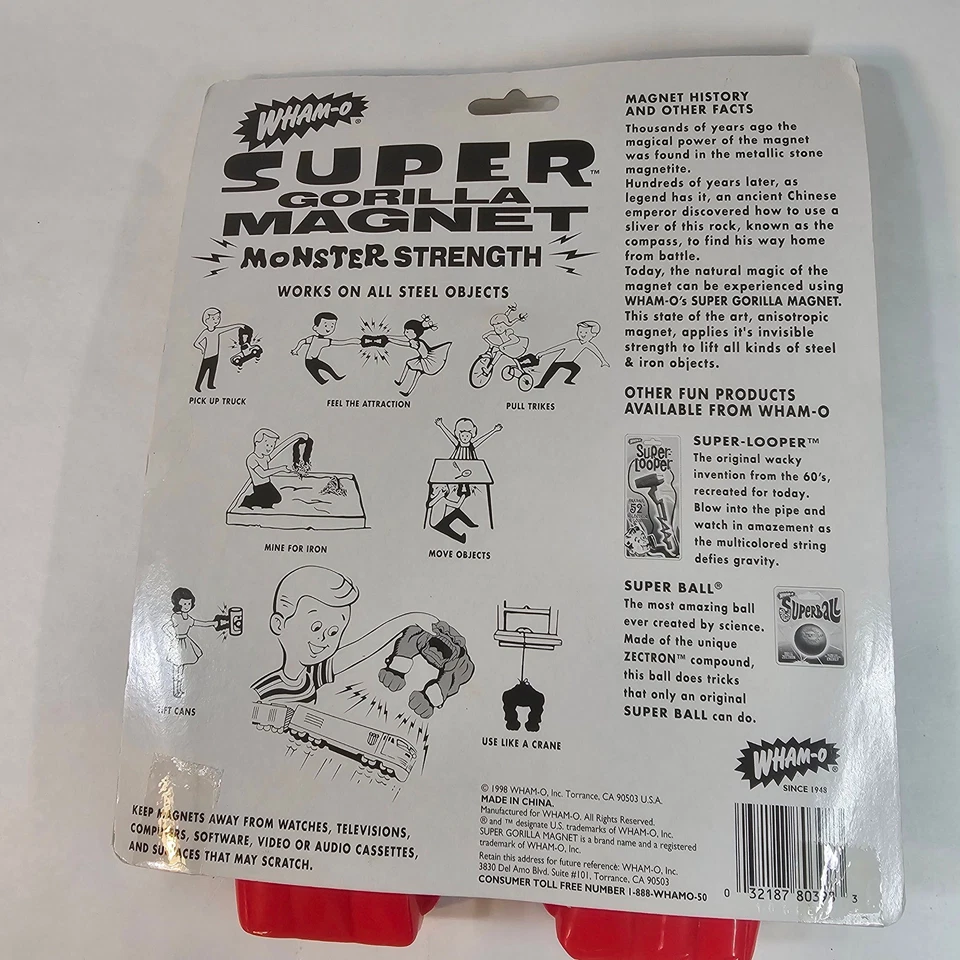 WHAM-O®
SUPER™
GORILLA
MAGNET
MONSTER STRENGTH
WORKS ON ALL STEEL OBJECTS
PICK UP TRUCK
FEEL THE ATTRACTION
PULL TRIKES
MINE FOR IRON
MOVE OBJECTS
LIFT CANS
USE LIKE A CRANE
KEEP MAGNETS AWAY FROM WATCHES, TELEVISIONS,
COMPUTERS, SOFTWARE, VIDEO OR AUDIO CASSETTES,
AND SURFACES THAT MAY SCRATCH.
MAGNET HISTORY
AND OTHER FACTS
Thousands of years ago the
magical power of the magnet
was found in the metallic stone
magnetite.
Hundreds of years later, as
legend has it, an ancient Chinese
emperor discovered how to use a
sliver of this rock, known as the
compass, to find his way home
from battle.
Today, the natural magic of the
magnet can be experienced using
WHAM-O's SUPER GORILLA MAGNET.
This state of the art, anisotropic
magnet, applies it's invisible
strength to lift all kinds of steel
& iron objects.
OTHER FUN PRODUCTS
AVAILABLE FROM WHAM-O
Super-
Looper
52
SUPER-LOOPER™
The original wacky
invention from the 60's,
recreated for today.
Blow into the pipe and
watch in amazement as
the multicolored string
defies gravity.
SUPER BALL®
The most amazing ball
ever created by science.
Made of the unique
ZECTRON™ compound,
this ball does tricks
that only an original
SUPER BALL can do.
SUPERBALL
WHAM-O®
SINCE 1948
© 1998 WHAM-O, Inc. Torrance, CA 90503 U.S.A.
MADE IN CHINA.
Manufactured for WHAM-O. All Rights Reserved.
® and ™ designate U.S. trademarks of WHAM-O, Inc.
SUPER GORILLA MAGNET is a brand name and a registered
trademark of WHAM-O, Inc.
Retain this address for future reference: WHAM-O, Inc.
3830 Del Amo Blvd. Suite #101, Torrance, CA 90503
CONSUMER TOLL FREE NUMBER 1-888-WHAMO-50
0 32187 80398 3